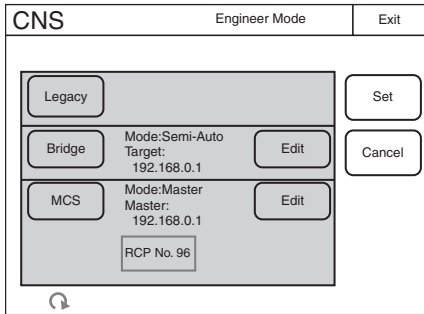 CNS Engineer Mode Exit
Legacy
Set
Bridge Mode:Semi-Auto
Target:
192.168.0.1
Edit
Cancel
MCS Mode:Master
Master:
192.168.0.1
Edit
RCP No. 96